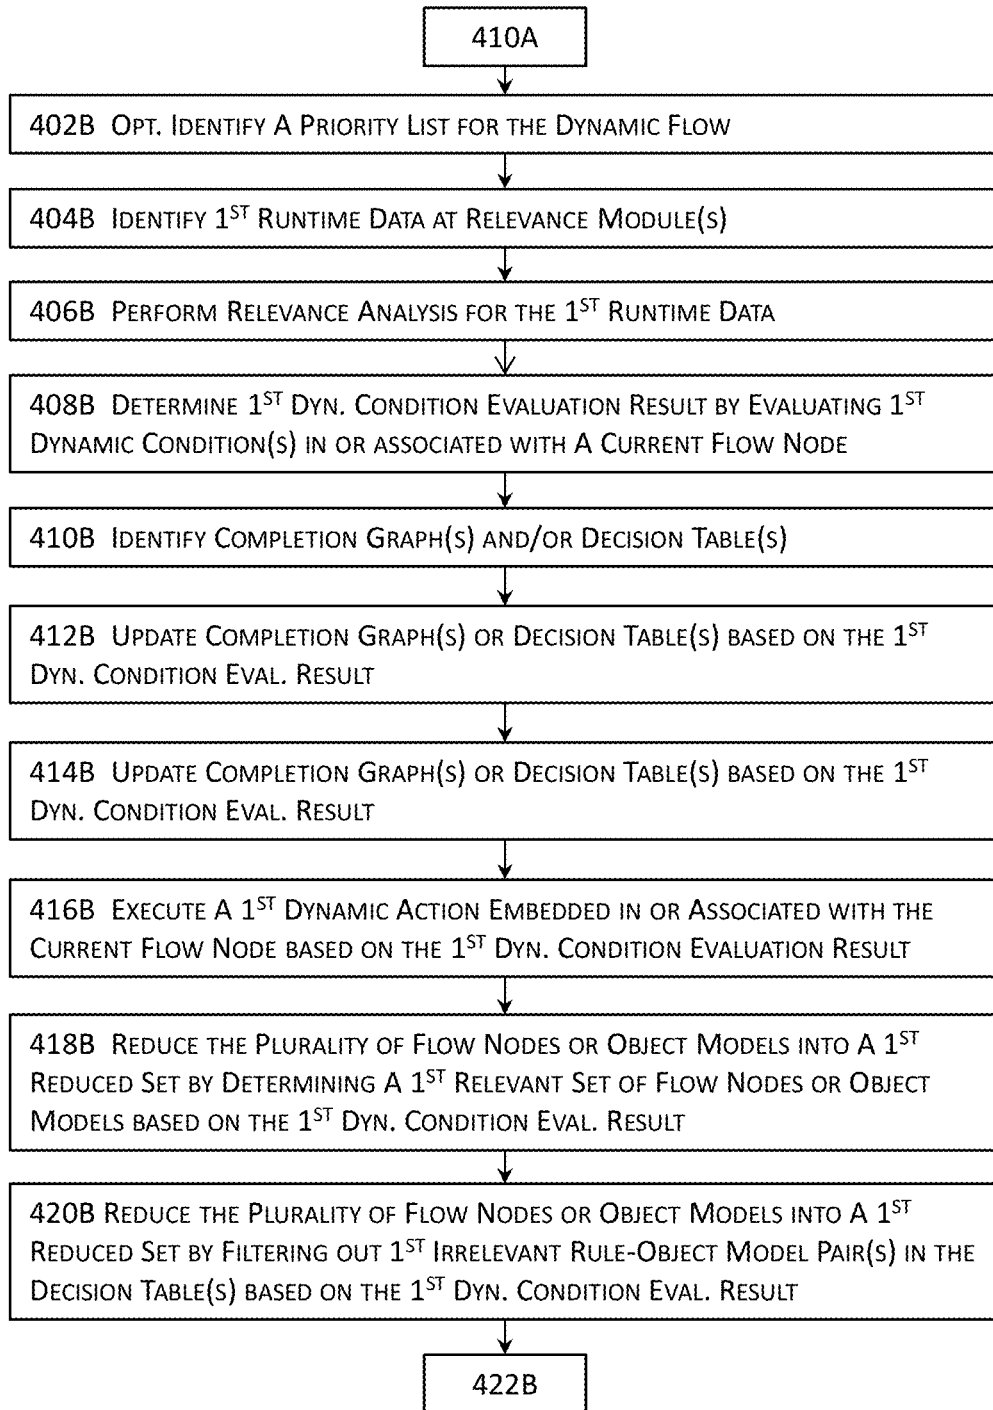 410A
402B OPT. IDENTIFY A PRIORITY LIST FOR THE DYNAMIC FLOW
404B IDENTIFY 1ST RUNTIME DATA AT RELEVANCE MODULE(S)
406B PERFORM RELEVANCE ANALYSIS FOR THE 1ST RUNTIME DATA
408B DETERMINE 1ST DYN. CONDITION EVALUATION RESULT BY EVALUATING 1ST
DYNAMIC CONDITION(S) IN OR ASSOCIATED WITH A CURRENT FLOW NODE
410B IDENTIFY COMPLETION GRAPH(S) AND/OR DECISION TABLE(S)
412B UPDATE COMPLETION GRAPH(S) OR DECISION TABLE(S) BASED ON THE 1ST
DYN. CONDITION EVAL. RESULT
414B UPDATE COMPLETION GRAPH(S) OR DECISION TABLE(S) BASED ON THE 1ST
DYN. CONDITION EVAL. RESULT
416B EXECUTE A 1ST DYNAMIC ACTION EMBEDDED IN OR ASSOCIATED WITH THE
CURRENT FLOW NODE BASED ON THE 1ST DYN. CONDITION EVALUATION RESULT
418B REDUCE THE PLURALITY OF FLOW NODES OR OBJECT MODELS INTO A 1ST
REDUCED SET BY DETERMINING A 1ST RELEVANT SET OF FLOW NODES OR OBJECT
MODELS BASED ON THE 1ST DYN. CONDITION EVAL. RESULT
420B REDUCE THE PLURALITY OF FLOW NODES OR OBJECT MODELS INTO A 1ST
REDUCED SET BY FILTERING OUT 1ST IRRELEVANT RULE-OBJECT MODEL PAIR(S) IN THE
DECISION TABLE(S) BASED ON THE 1ST DYN. CONDITION EVAL. RESULT
422B